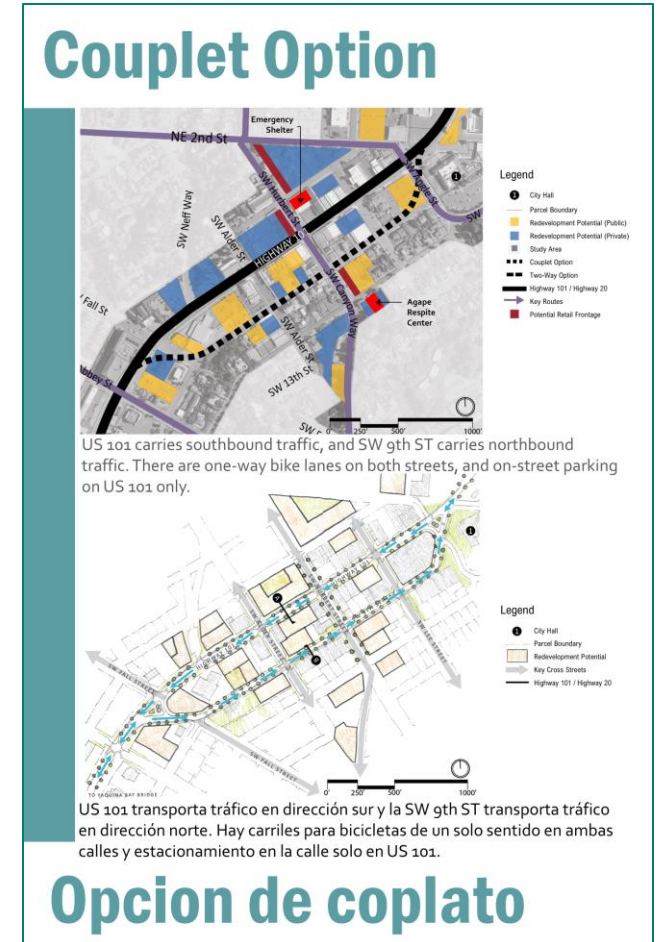 Couplet Option
Emergency
Shelter
NE 2nd St
SW Hurbert St
SW Angle St
SW Neff Way
SW Alder St
HIGHWAY 101
SW Canyon Way
Agape
Respite
Center
Fall St
SW Alder St
SW 13th St
Abbey St
0' 250' 500' 1000'
Legend
1 City Hall
Parcel Boundary
Redevelopment Potential (Public)
Redevelopment Potential (Private)
Study Area
Couplet Option
Two-Way Option
Highway 101 / Highway 20
Key Routes
Potential Retail Frontage
US 101 carries southbound traffic, and SW 9th ST carries northbound
traffic. There are one-way bike lanes on both streets, and on-street parking
on US 101 only.
SW FALL STREET
SW FALL STREET
SW LEE STREET
TO YAQUINA BAY BRIDGE
0' 250' 500' 1000'
Legend
1 City Hall
Parcel Boundary
Redevelopment Potential
Key Cross Streets
Highway 101 / Highway 20
US 101 transporta tráfico en dirección sur y la SW 9th ST transporta tráfico
en dirección norte. Hay carriles para bicicletas de un solo sentido en ambas
calles y estacionamiento en la calle solo en US 101.
Opcion de coplato